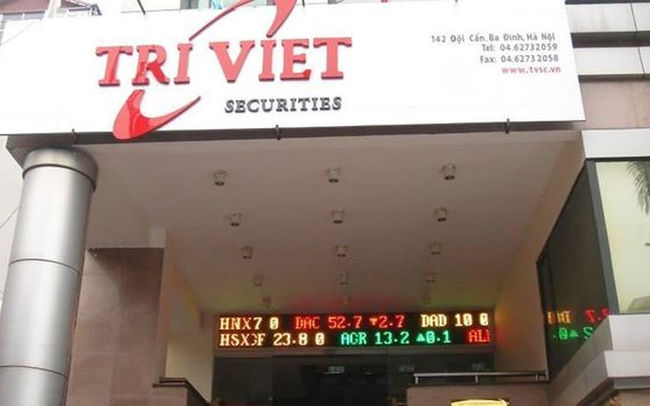 TRI VIET
SECURITIES
142 Đội Cấn, Ba Đình, Hà Nội
Tel: 04.62732059
Fax: 04.62732058
www.tvsc.vn
HNX7 0 DAC 52.7 ▼2.7 DAD 10 0
HSX3F 23.8 0 AGR 13.2 ▲0.1